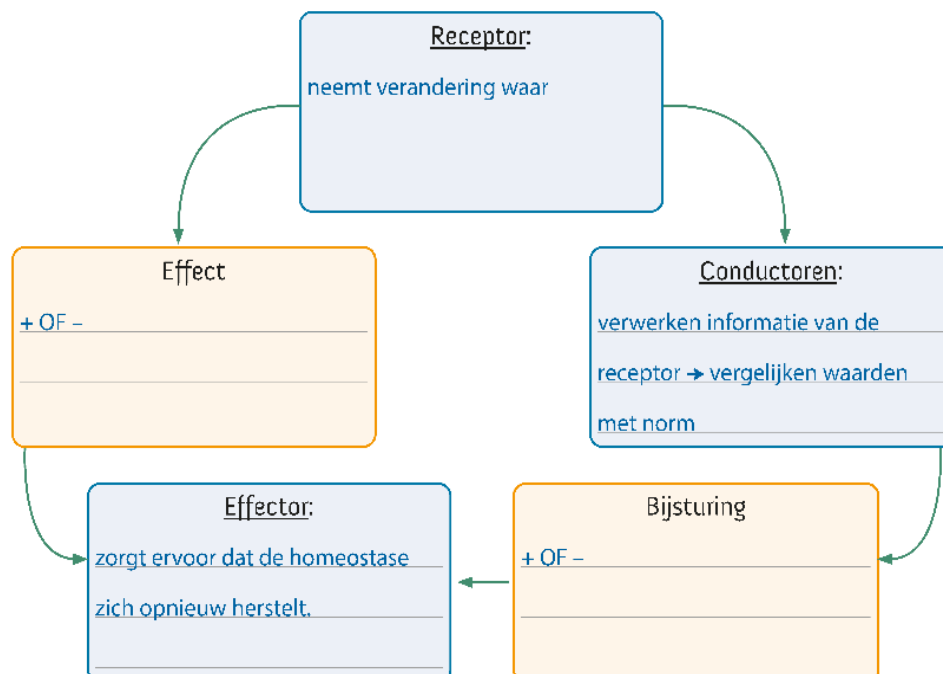 Receptor:
neemt verandering waar
Effect
+ OF –
Conductoren:
verwerken informatie van de
receptor → vergelijken waarden
met norm
Effector:
zorgt ervoor dat de homeostase
zich opnieuw herstelt.
Bijsturing
+ OF –